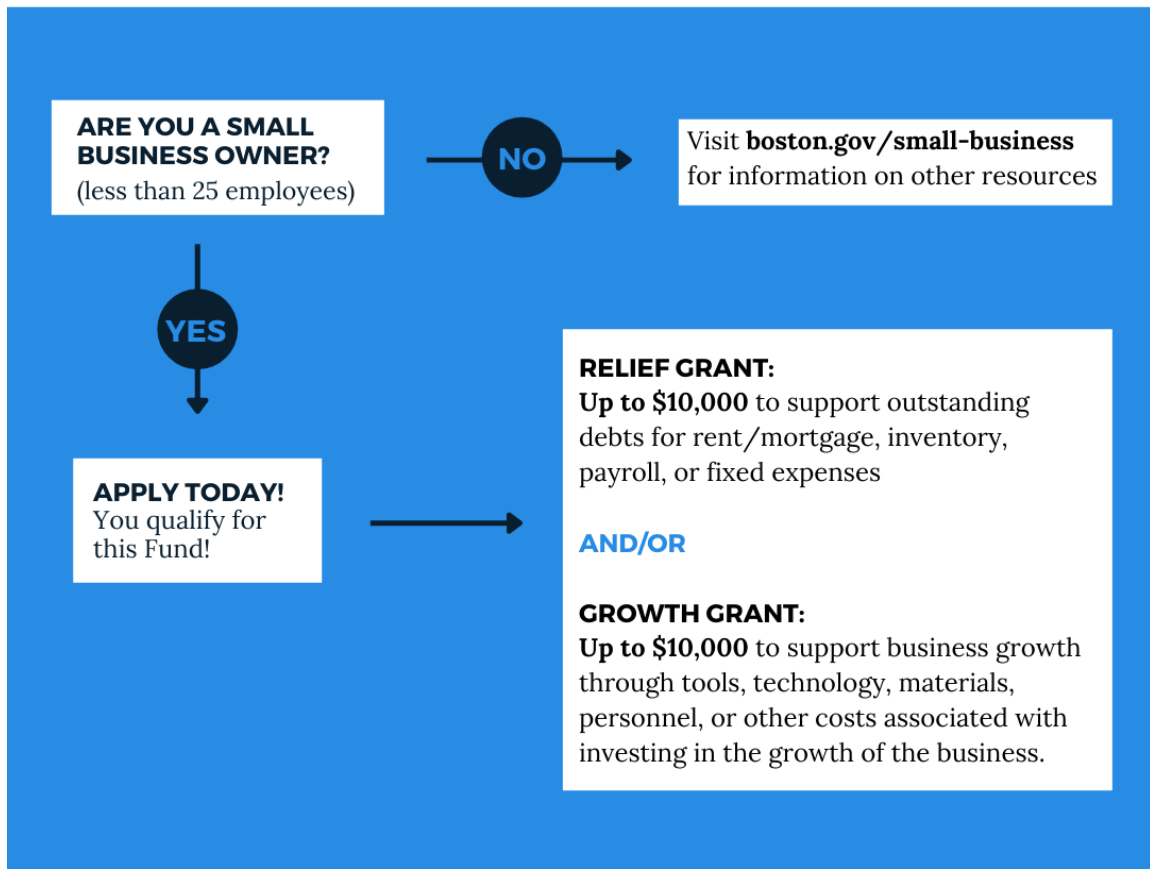 ARE YOU A SMALL
BUSINESS OWNER?
(less than 25 employees)
NO
Visit boston.gov/small-business
for information on other resources
YES
APPLY TODAY!
You qualify for
this Fund!
RELIEF GRANT:
Up to $10,000 to support outstanding
debts for rent/mortgage, inventory,
payroll, or fixed expenses
AND/OR
GROWTH GRANT:
Up to $10,000 to support business growth
through tools, technology, materials,
personnel, or other costs associated with
investing in the growth of the business.